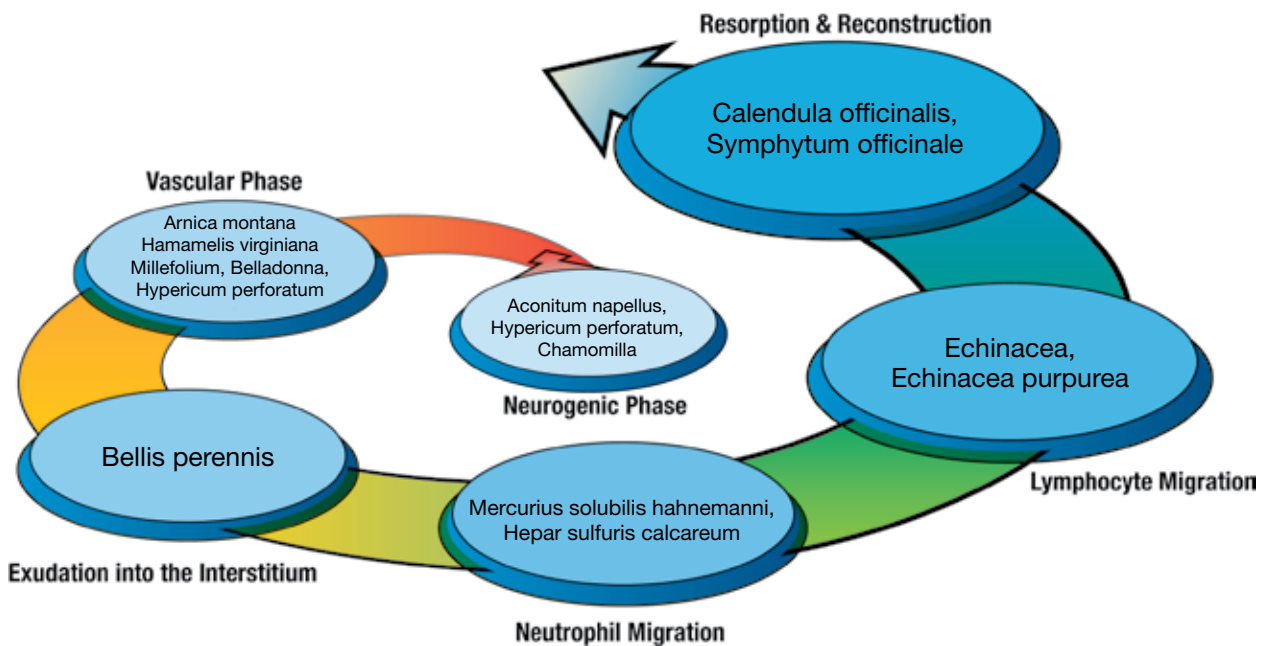 Resorption & Reconstruction
Calendula officinalis,
Symphytum officinale
Vascular Phase
Arnica montana
Hamamelis virginiana
Millefolium, Belladonna,
Hypericum perforatum
Aconitum napellus,
Hypericum perforatum,
Chamomilla
Neurogenic Phase
Echinacea,
Echinacea purpurea
Lymphocyte Migration
Bellis perennis
Exudation into the Interstitium
Mercurius solubilis hahnemanni,
Hepar sulfuris calcareum
Neutrophil Migration